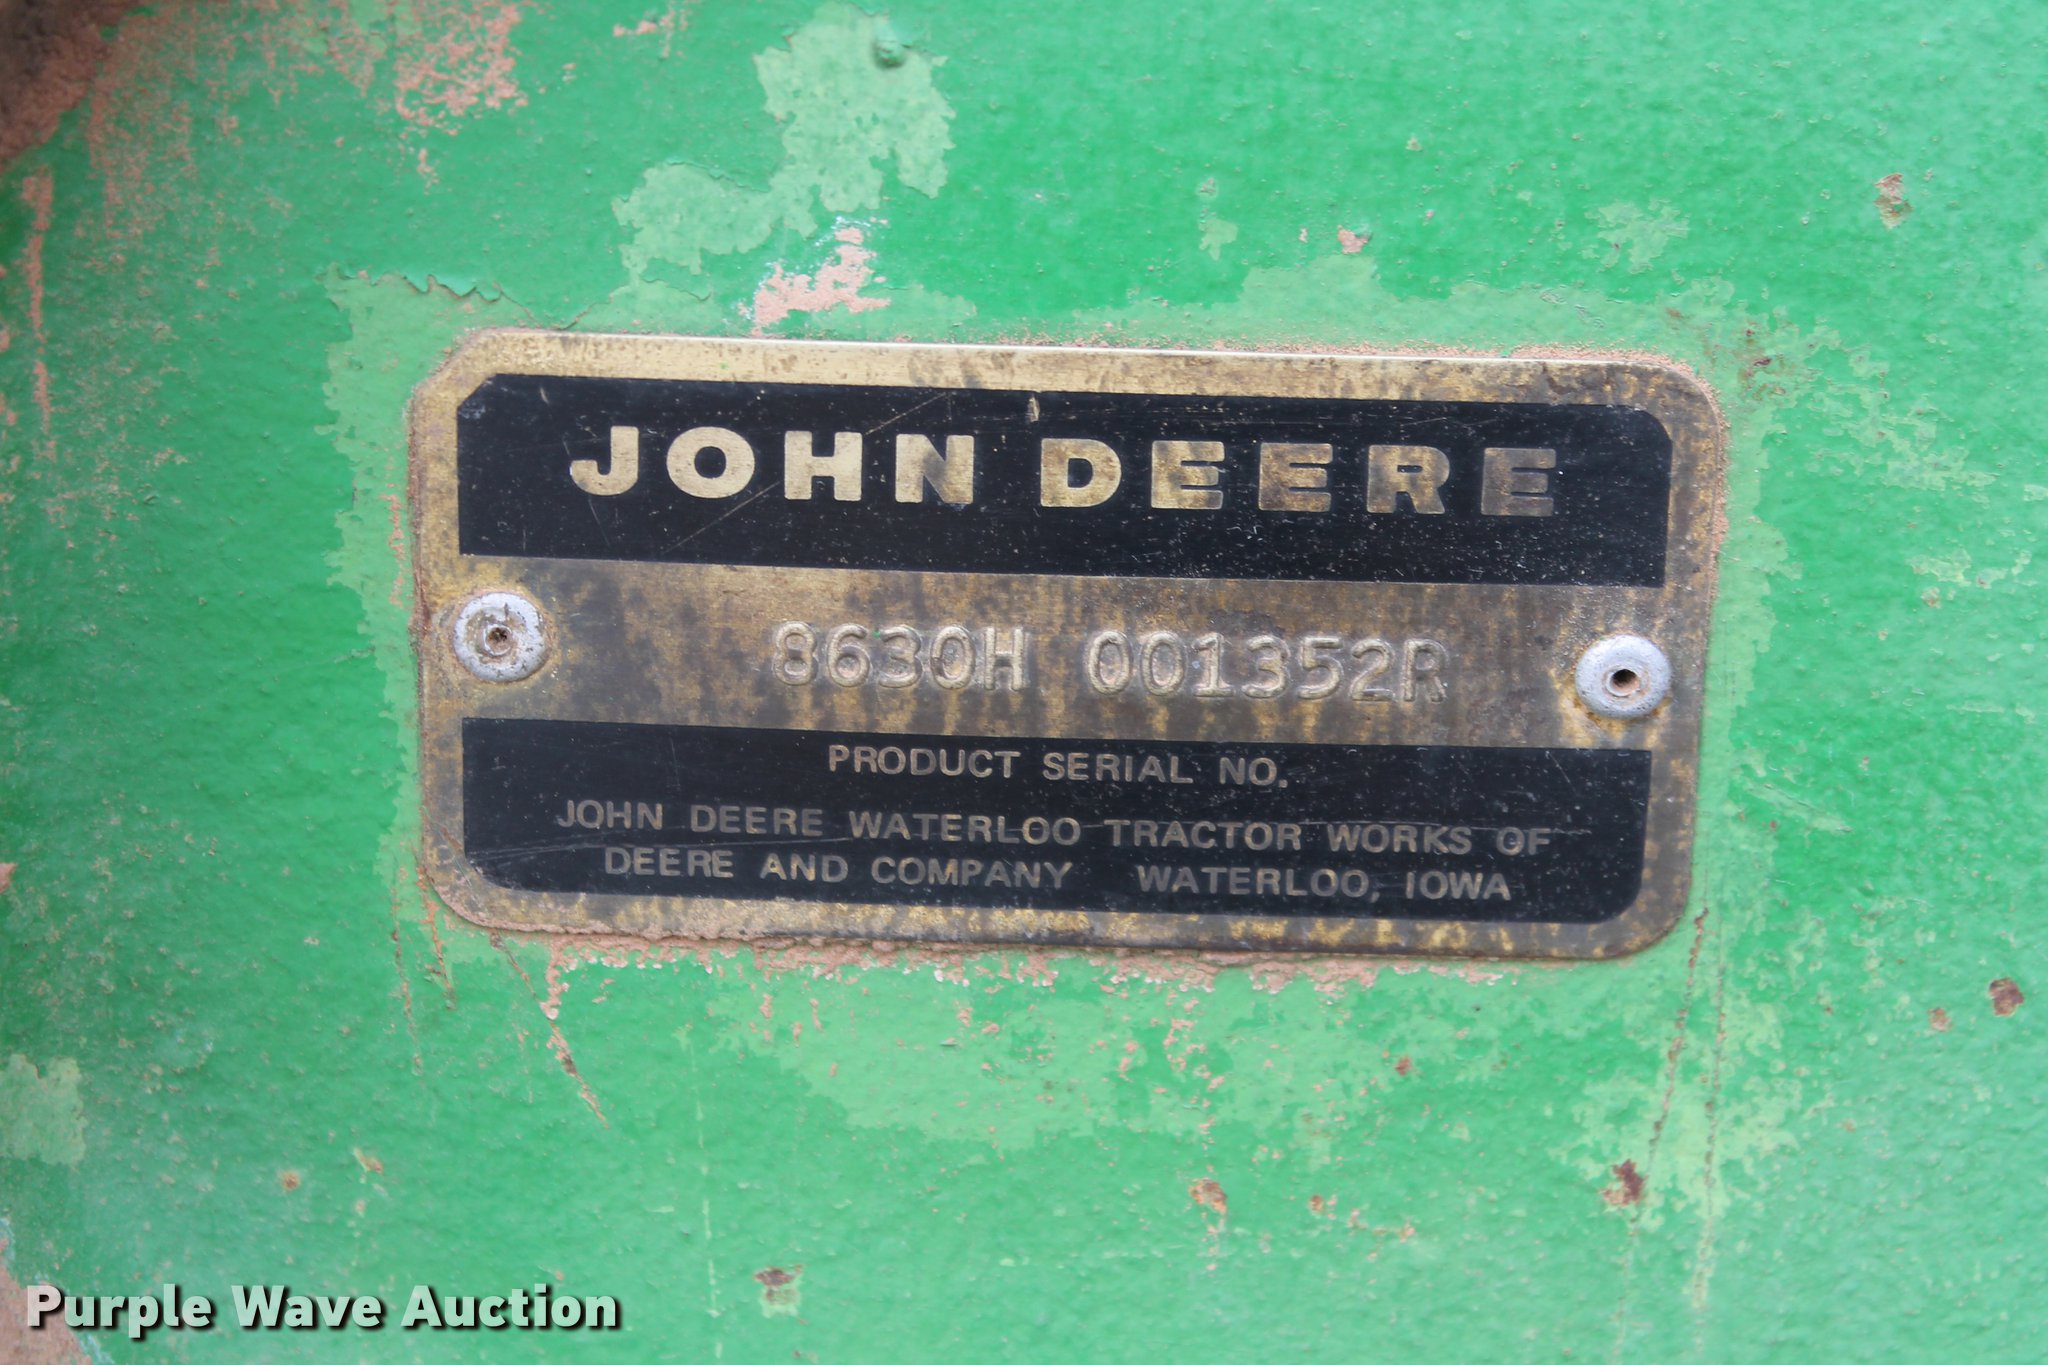 JOHN DEERE
8630H 001352R
PRODUCT SERIAL NO.
JOHN DEERE WATERLOO TRACTOR WORKS OF
DEERE AND COMPANY WATERLOO, IOWA
Purple Wave Auction